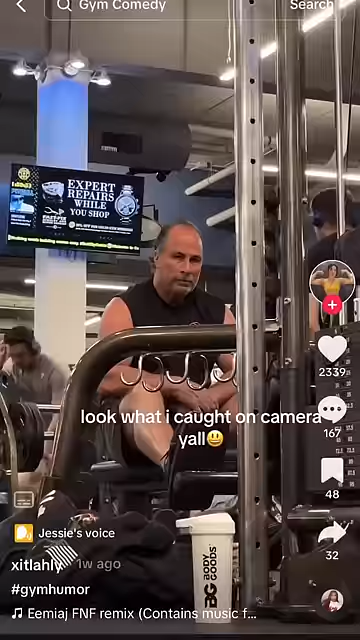 Gym Comedy
Search
EXPERT
REPAIRS
WHILE
YOU SHOP
look what i caught on camera
yall😃
2339
167
48
32
BODY
GOODS
BG
Jessie's voice
xitlahly 1w ago
#gymhumor
♫ Eemiaj FNF remix (Contains music f...